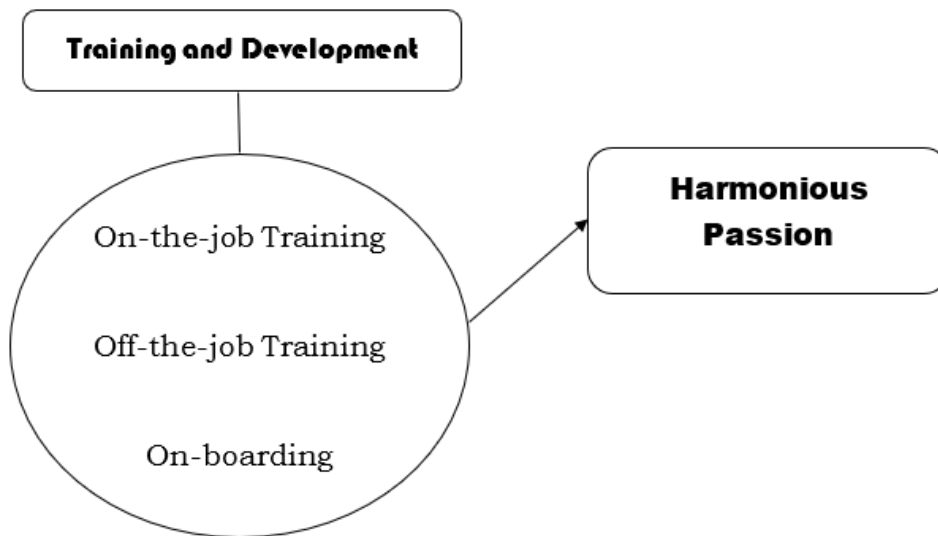 Training and Development
On-the-job Training
Off-the-job Training
On-boarding
Harmonious
Passion